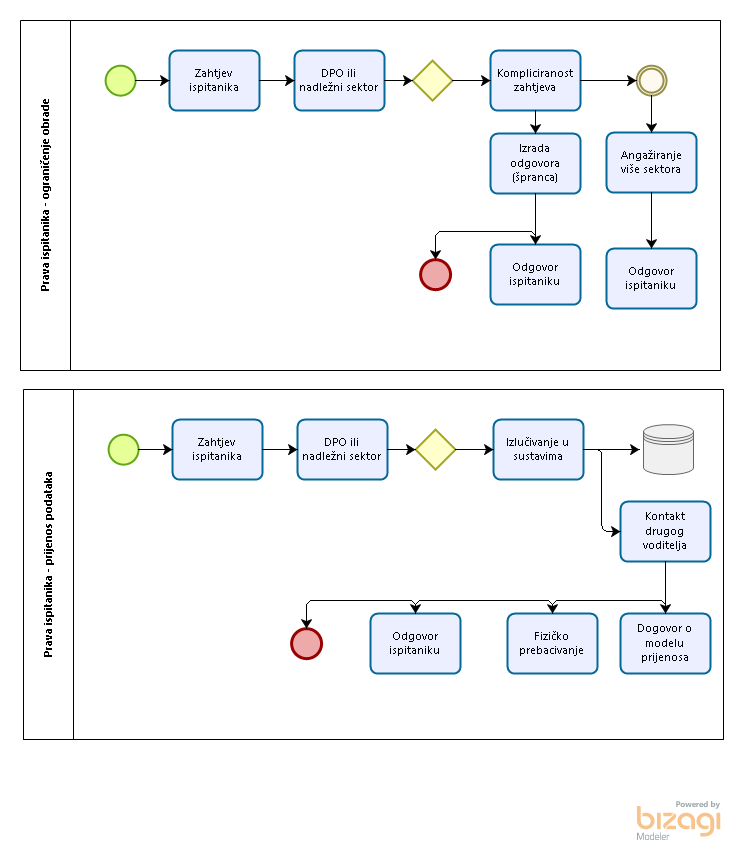 Prava ispitanika - ograničenje obrade
Zahtjev
ispitanika
DPO ili
nadležni sektor
Kompliciranost
zahtjeva
Izrada
odgovora
(špranca)
Angažiranje
više sektora
Odgovor
ispitaniku
Odgovor
ispitaniku
Prava ispitanika - prijenos podataka
Zahtjev
ispitanika
DPO ili
nadležni sektor
Izlučivanje u
sustavima
Kontakt
drugog
voditelja
Odgovor
ispitaniku
Fizičko
prebacivanje
Dogovor o
modelu
prijenosa
Powered by
bizagi
Modeler